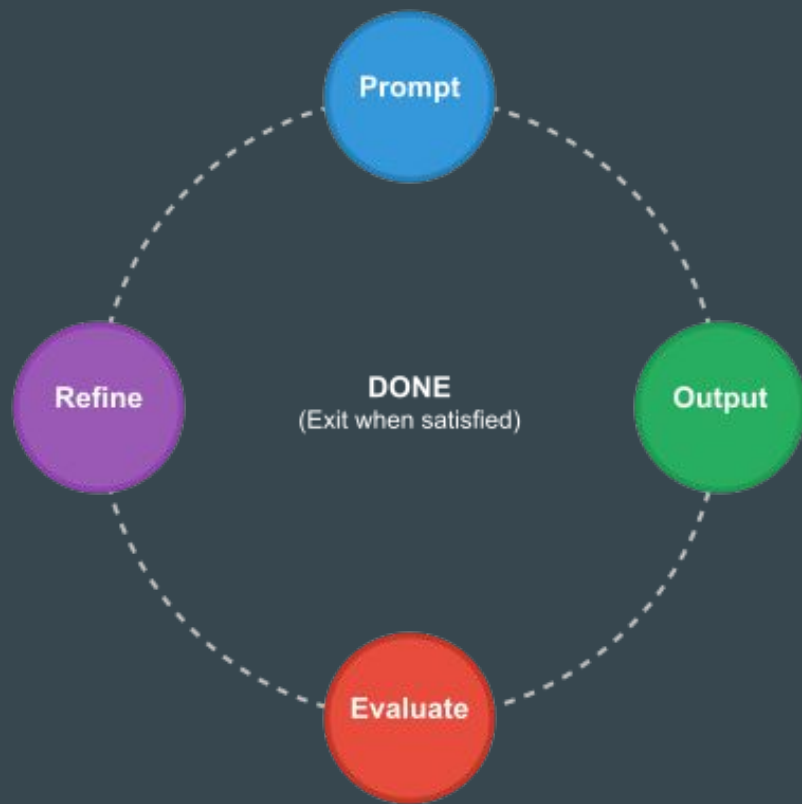 Prompt
Refine
DONE
(Exit when satisfied)
Output
Evaluate